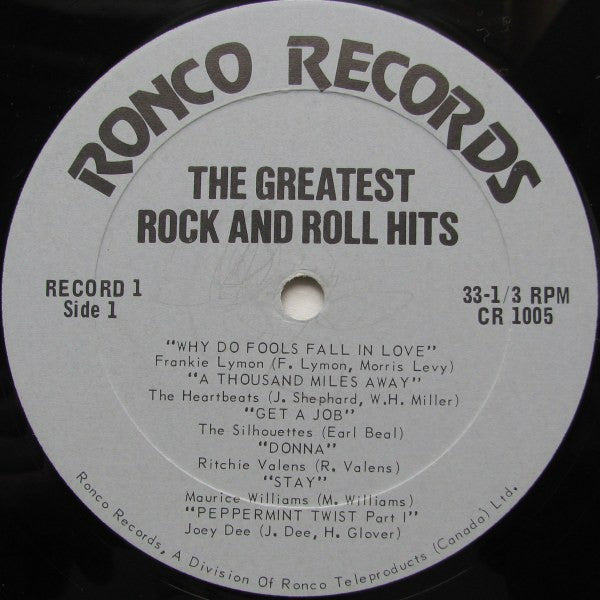 RONCO RECORDS
THE GREATEST
ROCK AND ROLL HITS
RECORD 1
Side 1
33-1/3 RPM
CR 1005
"WHY DO FOOLS FALL IN LOVE"
Frankie Lymon (F. Lymon, Morris Levy)
"A THOUSAND MILES AWAY"
The Heartbeats (J. Shephard, W.H. Miller)
"GET A JOB"
The Silhouettes (Earl Beal)
"DONNA"
Ritchie Valens (R. Valens)
"STAY"
Maurice Williams (M. Williams)
"PEPPERMINT TWIST Part I"
Joey Dee (J. Dee, H. Glover)
Ronco Records, A Division Of Ronco Teleproducts (Canada) Ltd.